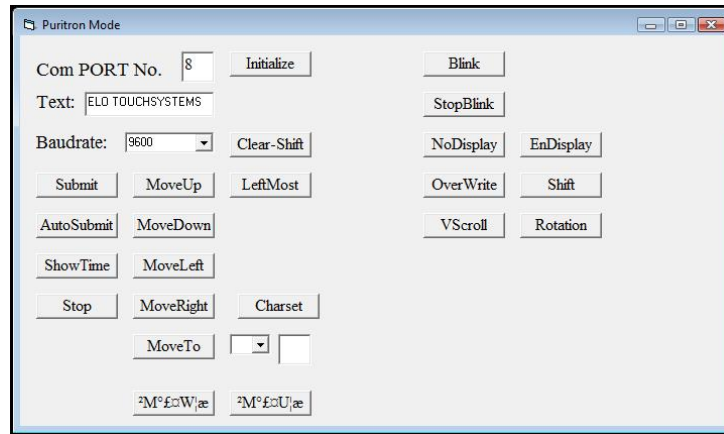 Puritron Mode
Com PORT No. 8 Initialize Blink
Text: ELO TOUCHSYSTEMS StopBlink
Baudrate: 9600 Clear-Shift NoDisplay EnDisplay
Submit MoveUp LeftMost OverWrite Shift
AutoSubmit MoveDown VScroll Rotation
ShowTime MoveLeft
Stop MoveRight Charset
MoveTo
²M°£¤W¦æ ²M°£¤U¦æ